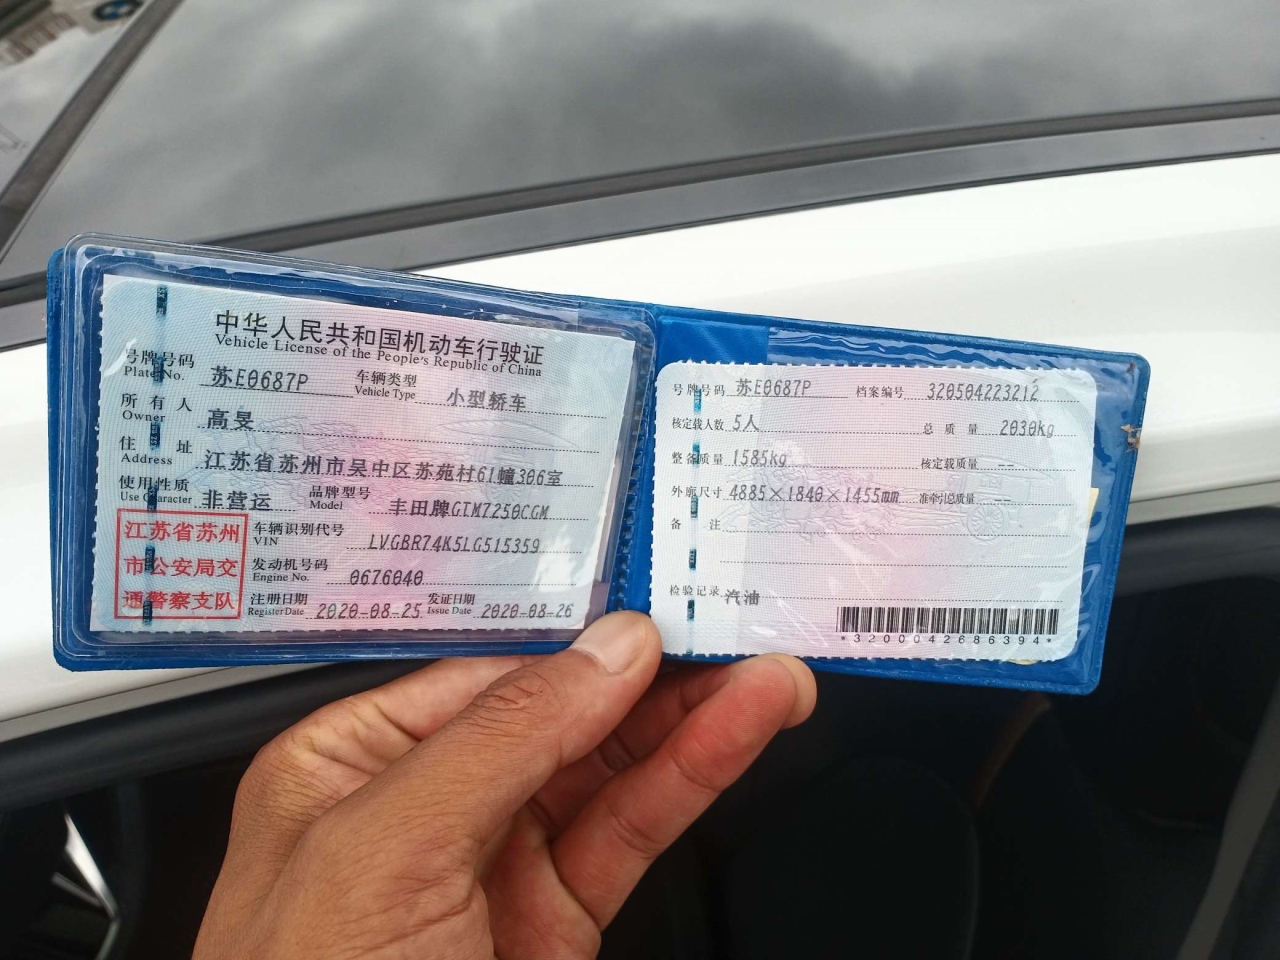 中华人民共和国机动车行驶证
Vehicle License of the People's Republic of China
号牌号码 Plate No. 苏E0687P 车辆类型 Vehicle Type 小型轿车
所有人 Owner 高旻
住址 Address 江苏省苏州市吴中区苏苑村61幢306室
使用性质 Use Character 非营运 品牌型号 Model 丰田牌GTM7250CGM
江苏省苏州市公安局交通警察支队
车辆识别代号 VIN LVGBR74K5LG515359
发动机号码 Engine No. 0676040
注册日期 Register Date 2020-08-25 发证日期 Issue Date 2020-08-26
号牌号码 苏E0687P 档案编号 320504223212
核定载人数 5人 总质量 2030kg
整备质量 1585kg 核定载质量 --
外廓尺寸 4885×1840×1455mm 准牵引总质量 --
备注
检验记录 汽油
*3200042686394*